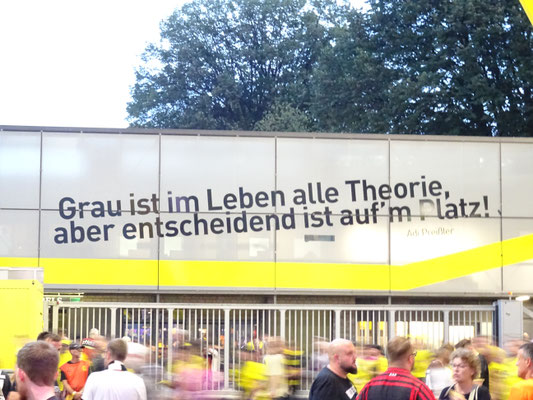 Grau ist im Leben alle Theorie,
aber entscheidend ist auf'm Platz!
Adi Preißler